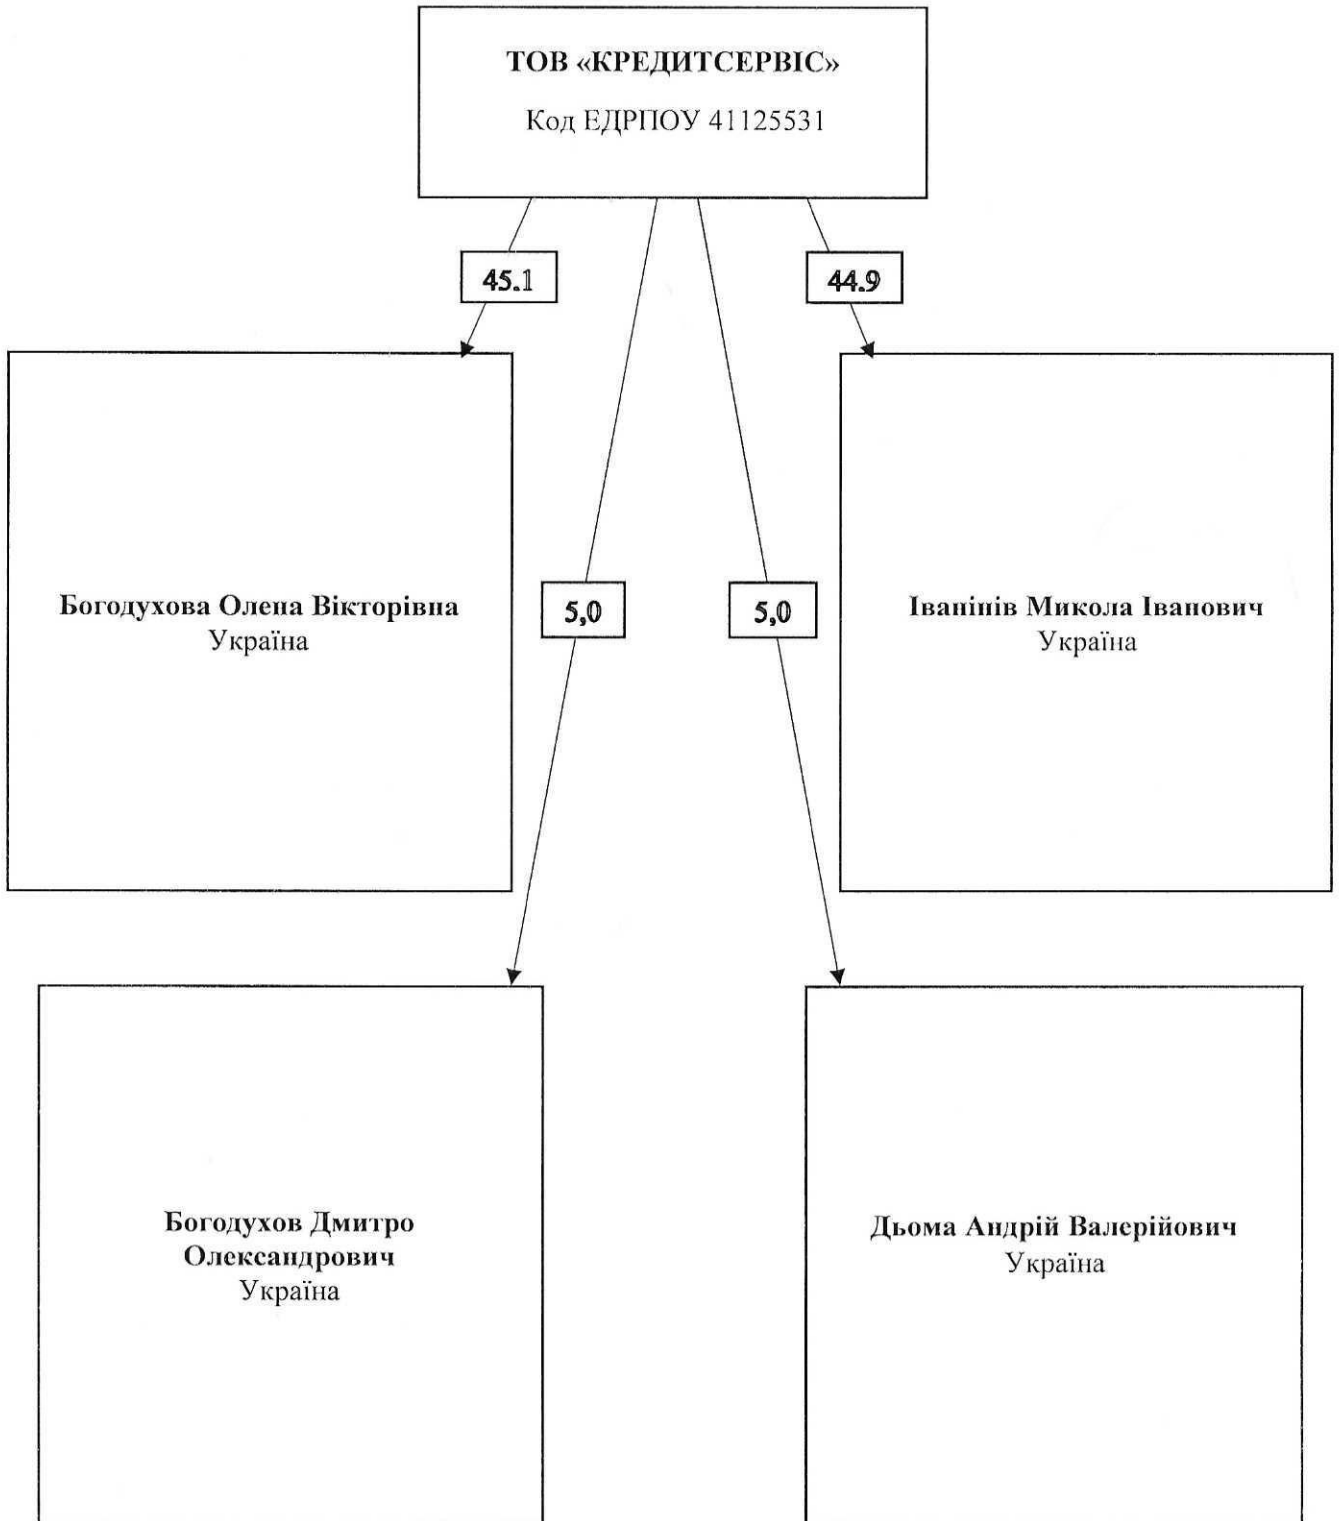 ТОВ «КРЕДИТСЕРВІС»
Код ЕДРПОУ 41125531
45.1
44.9
Богодухова Олена Вікторівна
Україна
5,0
5,0
Іванінів Микола Іванович
Україна
Богодухов Дмитро
Олександрович
Україна
Дьома Андрій Валерійович
Україна